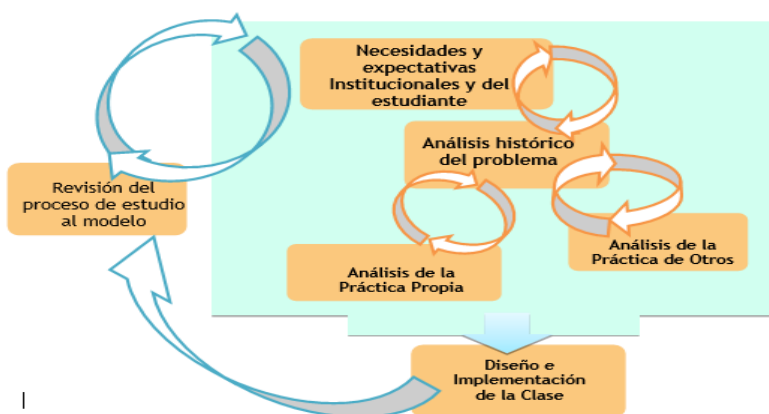 Necesidades y
expectativas
Institucionales y del
estudiante
Análisis histórico
del problema
Revisión del
proceso de estudio
al modelo
Análisis de la
Práctica de Otros
Análisis de la
Práctica Propia
Diseño e
Implementación
de la Clase